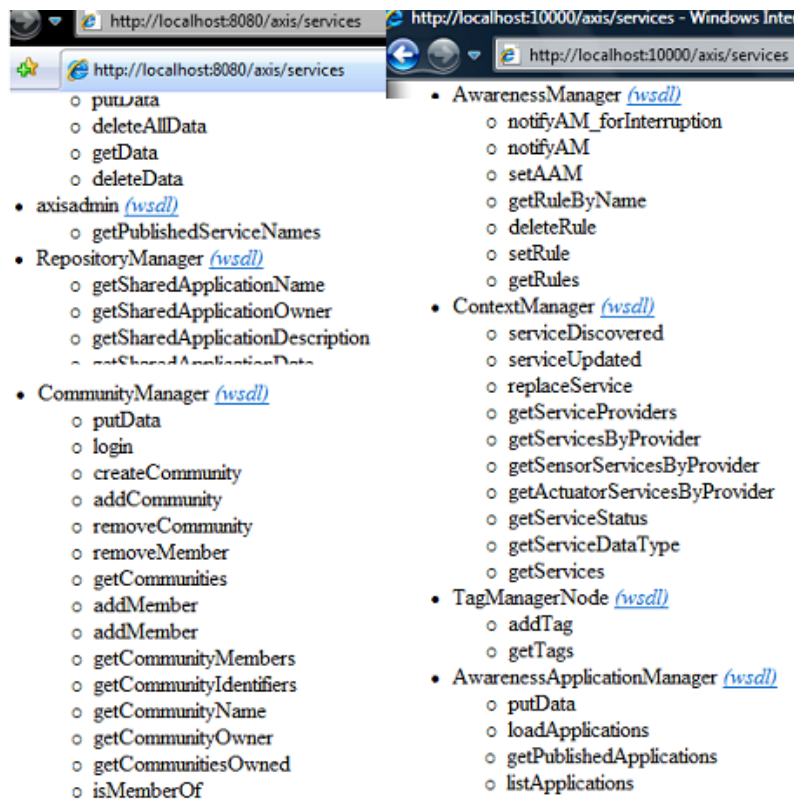 http://localhost:8080/axis/services
http://localhost:8080/axis/services
o putData
o deleteAllData
o getData
o deleteData
• axisadmin (wsdl)
o getPublishedServiceNames
• RepositoryManager (wsdl)
o getSharedApplicationName
o getSharedApplicationOwner
o getSharedApplicationDescription
o getSharedApplicationData
• CommunityManager (wsdl)
o putData
o login
o createCommunity
o addCommunity
o removeCommunity
o removeMember
o getCommunities
o addMember
o addMember
o getCommunityMembers
o getCommunityIdentifiers
o getCommunityName
o getCommunityOwner
o getCommunitiesOwned
o isMemberOf
http://localhost:10000/axis/services - Windows Inte
http://localhost:10000/axis/services
• AwarenessManager (wsdl)
o notifyAM_forInterruption
o notifyAM
o setAAM
o getRuleByName
o deleteRule
o setRule
o getRules
• ContextManager (wsdl)
o serviceDiscovered
o serviceUpdated
o replaceService
o getServiceProviders
o getServicesByProvider
o getSensorServicesByProvider
o getActuatorServicesByProvider
o getServiceStatus
o getServiceDataType
o getServices
• TagManagerNode (wsdl)
o addTag
o getTags
• AwarenessApplicationManager (wsdl)
o putData
o loadApplications
o getPublishedApplications
o listApplications